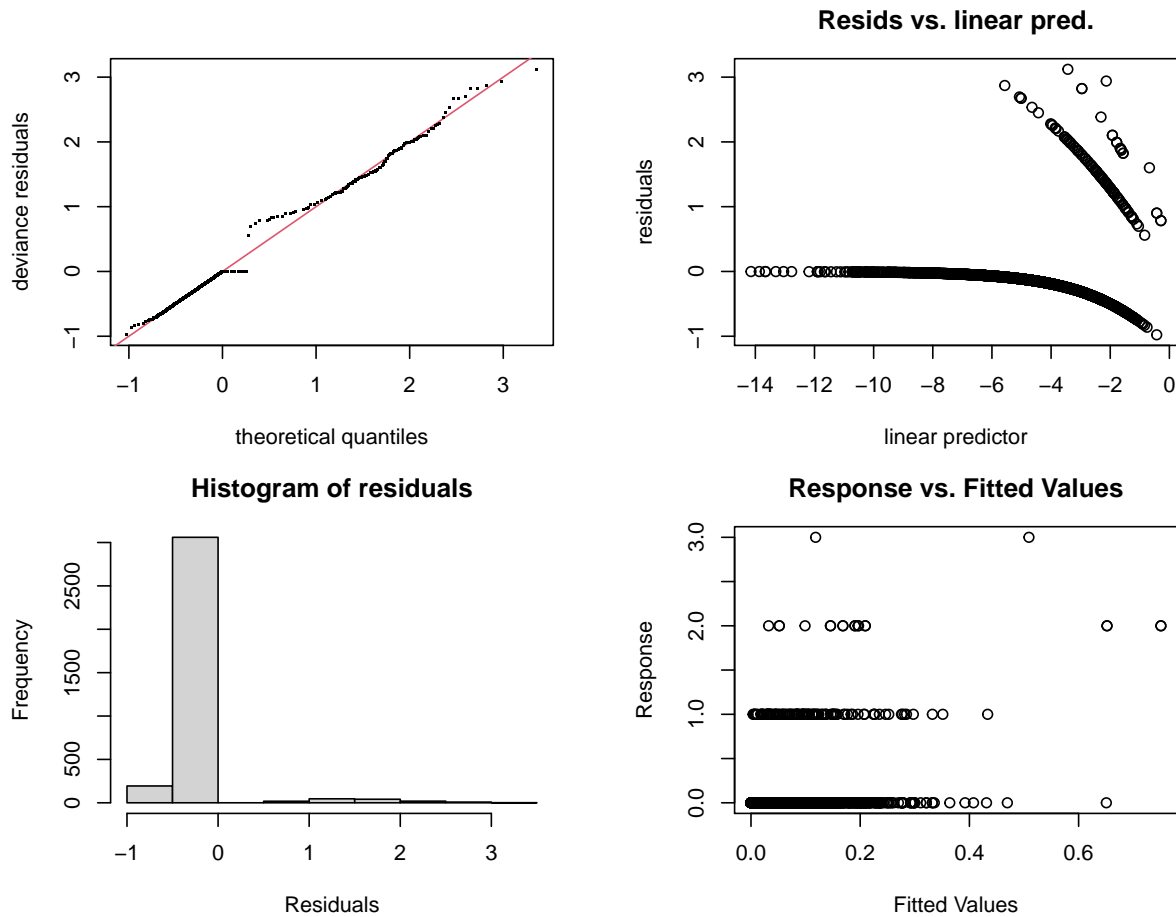 deviance residuals
3
2
1
0
−1
−1 0 1 2 3
theoretical quantiles
Resids vs. linear pred.
residuals
3
2
1
0
−1
−14 −12 −10 −8 −6 −4 −2 0
linear predictor
Histogram of residuals
Frequency
2500
1500
500
0
−1 0 1 2 3
Residuals
Response vs. Fitted Values
Response
3.0
2.0
1.0
0.0
0.0 0.2 0.4 0.6
Fitted Values